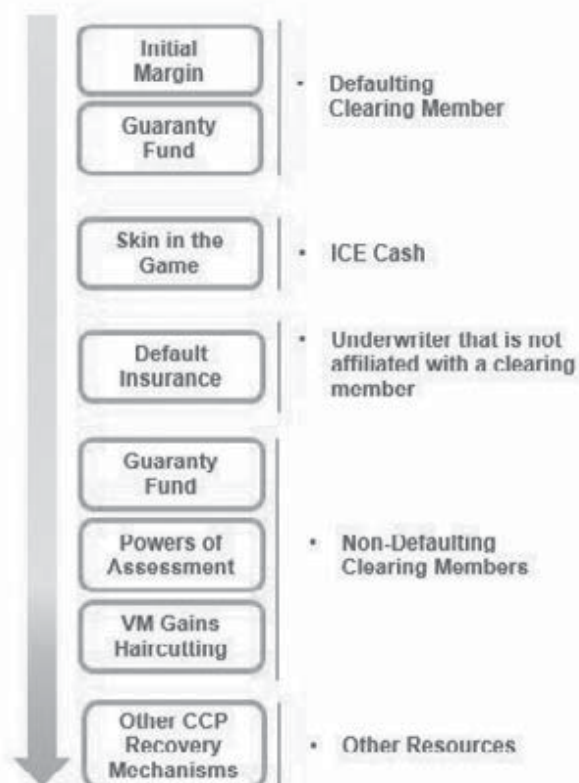 Initial
Margin
Guaranty
Fund
• Defaulting
Clearing Member
Skin in the
Game
• ICE Cash
Default
Insurance
• Underwriter that is not
affiliated with a clearing
member
Guaranty
Fund
Powers of
Assessment
VM Gains
Haircutting
• Non-Defaulting
Clearing Members
Other CCP
Recovery
Mechanisms
• Other Resources